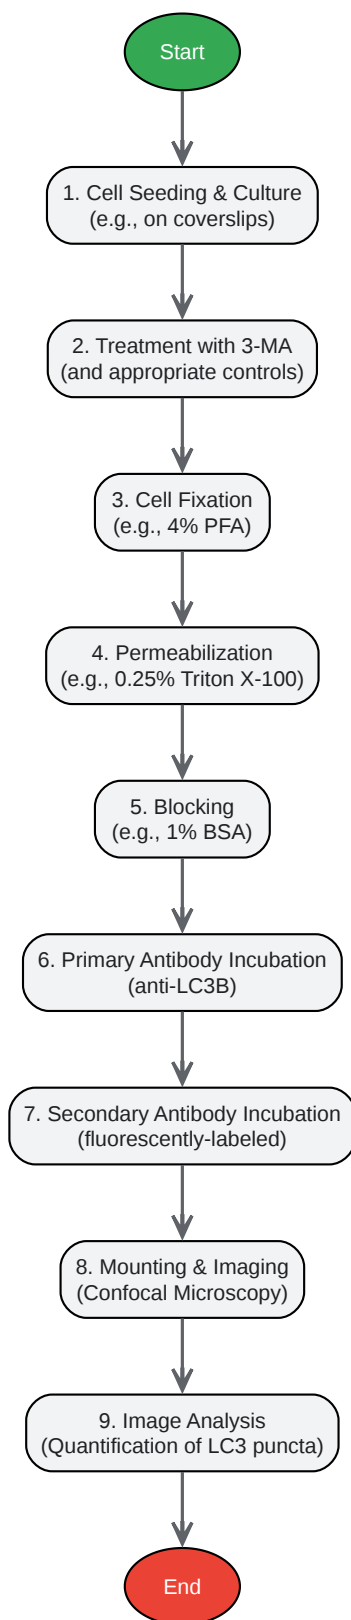 Start
1. Cell Seeding & Culture
(e.g., on coverslips)
2. Treatment with 3-MA
(and appropriate controls)
3. Cell Fixation
(e.g., 4% PFA)
4. Permeabilization
(e.g., 0.25% Triton X-100)
5. Blocking
(e.g., 1% BSA)
6. Primary Antibody Incubation
(anti-LC3B)
7. Secondary Antibody Incubation
(fluorescently-labeled)
8. Mounting & Imaging
(Confocal Microscopy)
9. Image Analysis
(Quantification of LC3 puncta)
End